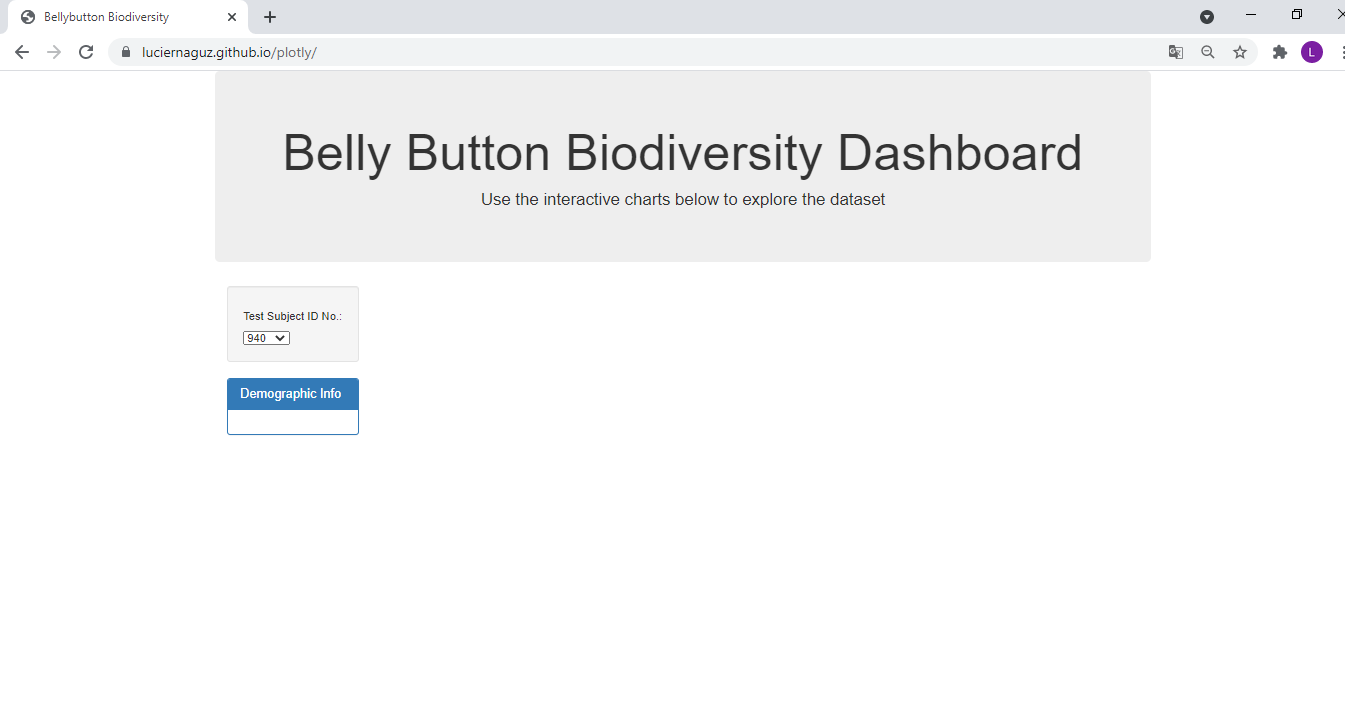 Bellybutton Biodiversity
luciernaguz.github.io/plotly/
L
Belly Button Biodiversity Dashboard
Use the interactive charts below to explore the dataset
Test Subject ID No.:
940
Demographic Info